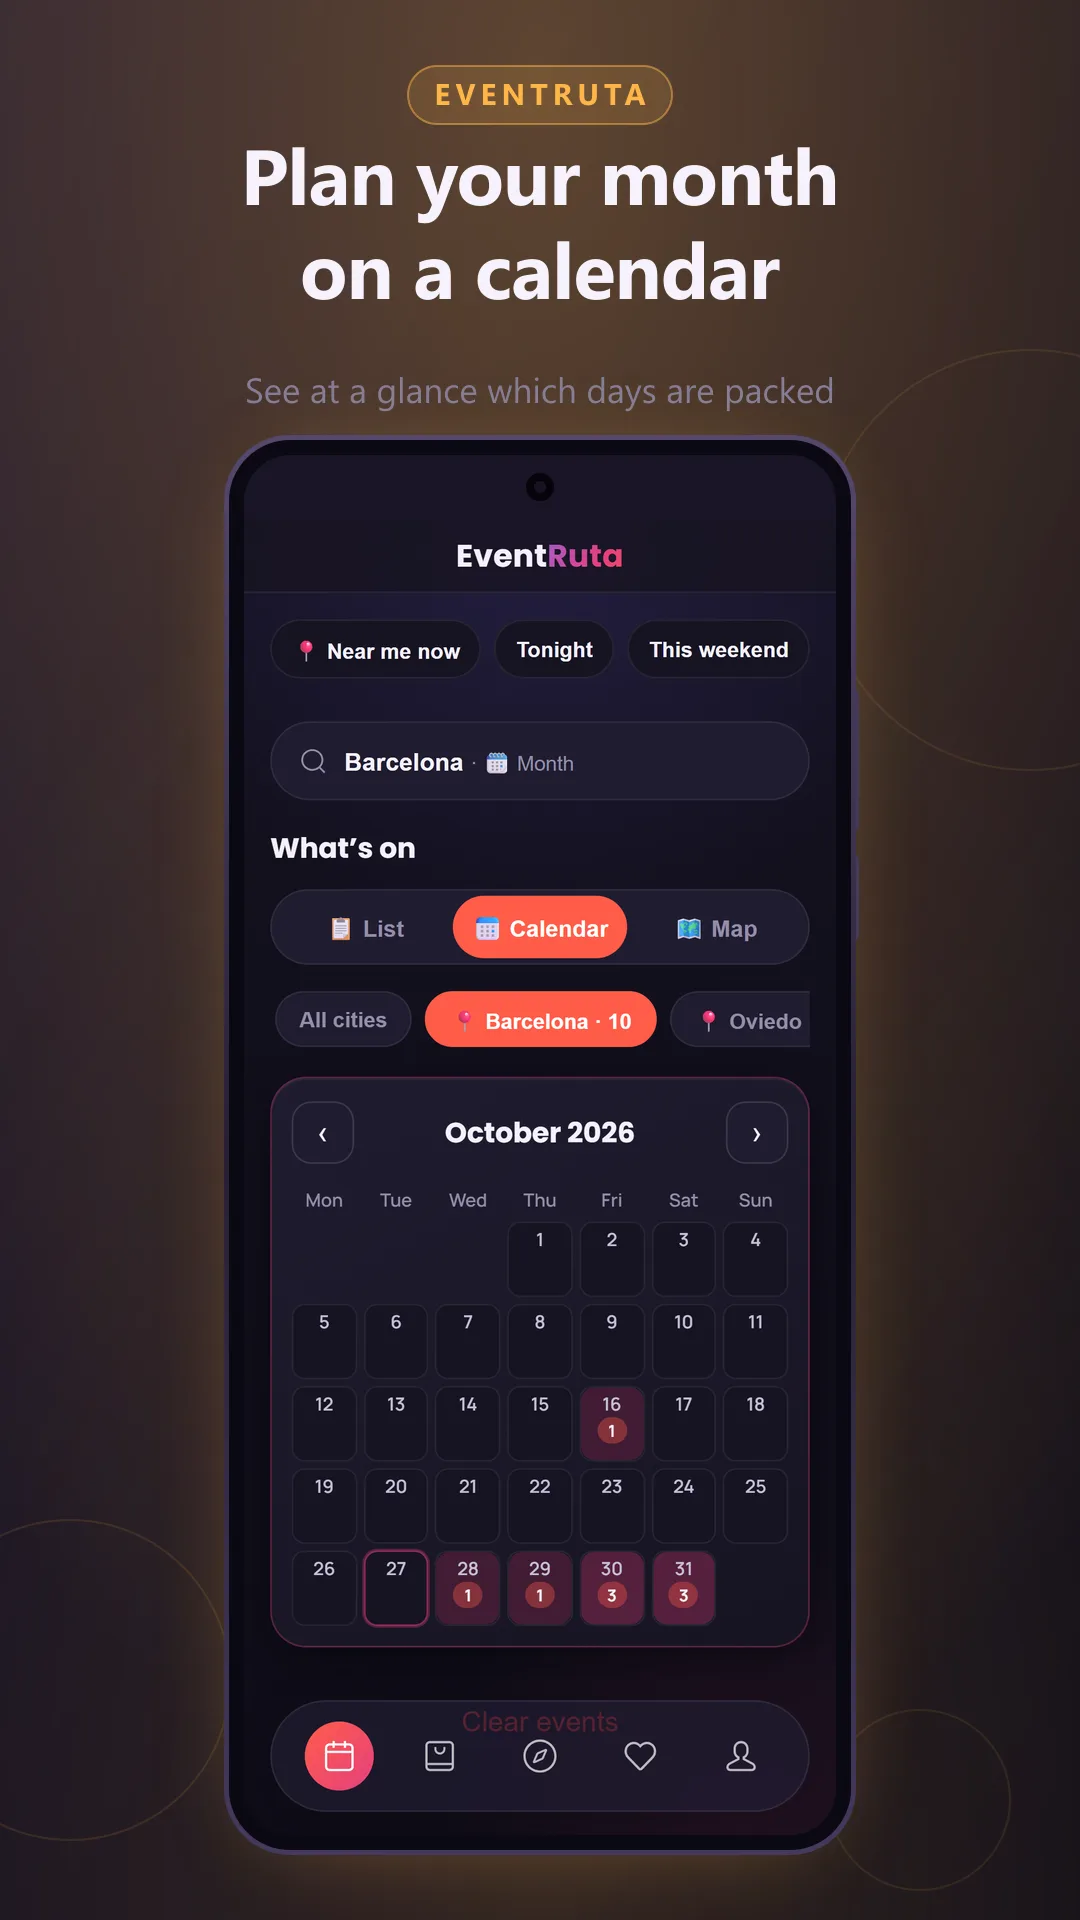 EVENTRUTA
Plan your month
on a calendar
See at a glance which days are packed
EventRuta
📍 Near me now
Tonight
This weekend
Barcelona · 🗓️ Month
What’s on
📋 List
🗓️ Calendar
🗺️ Map
All cities
📍 Barcelona · 10
📍 Oviedo
‹ October 2026 ›
Mon Tue Wed Thu Fri Sat Sun
1 2 3 4
5 6 7 8 9 10 11
12 13 14 15 16 17 18
1
19 20 21 22 23 24 25
26 27 28 29 30 31
1 1 3 3
Clear events